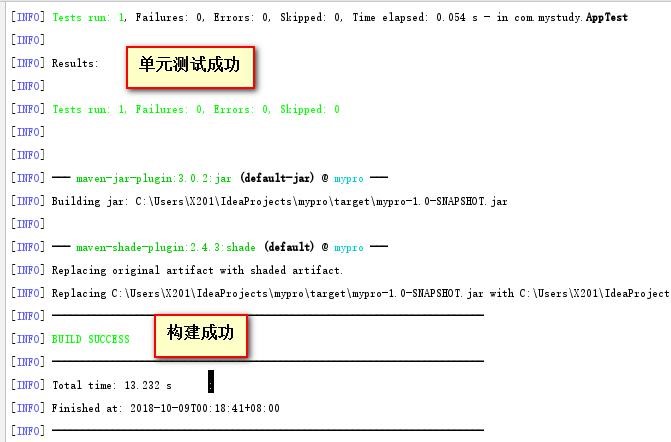 [INFO] Tests run: 1, Failures: 0, Errors: 0, Skipped: 0, Time elapsed: 0.054 s - in com.mystudy.AppTest
[INFO]
[INFO] Results:
单元测试成功
[INFO]
[INFO] Tests run: 1, Failures: 0, Errors: 0, Skipped: 0
[INFO]
[INFO]
[INFO] --- maven-jar-plugin:3.0.2:jar (default-jar) @ mypro ---
[INFO] Building jar: C:\Users\X201\IdeaProjects\mypro\target\mypro-1.0-SNAPSHOT.jar
[INFO]
[INFO] --- maven-shade-plugin:2.4.3:shade (default) @ mypro ---
[INFO] Replacing original artifact with shaded artifact.
[INFO] Replacing C:\Users\X201\IdeaProjects\mypro\target\mypro-1.0-SNAPSHOT.jar with C:\Users\X201\IdeaProject
[INFO] ------------------------------------------------------------------------
[INFO] BUILD SUCCESS
构建成功
[INFO] ------------------------------------------------------------------------
[INFO] Total time: 13.232 s
[INFO] Finished at: 2018-10-09T00:18:41+08:00
[INFO] ------------------------------------------------------------------------